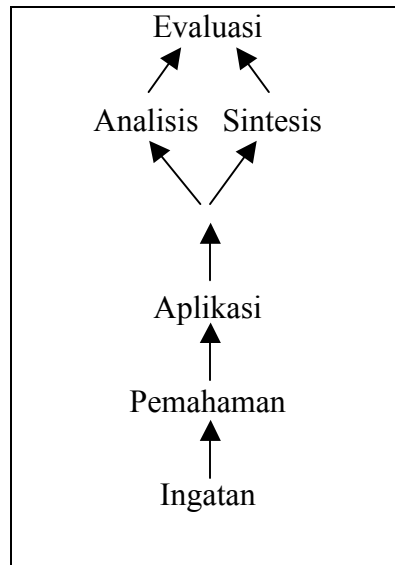 Evaluasi
Analisis Sintesis
Aplikasi
Pemahaman
Ingatan